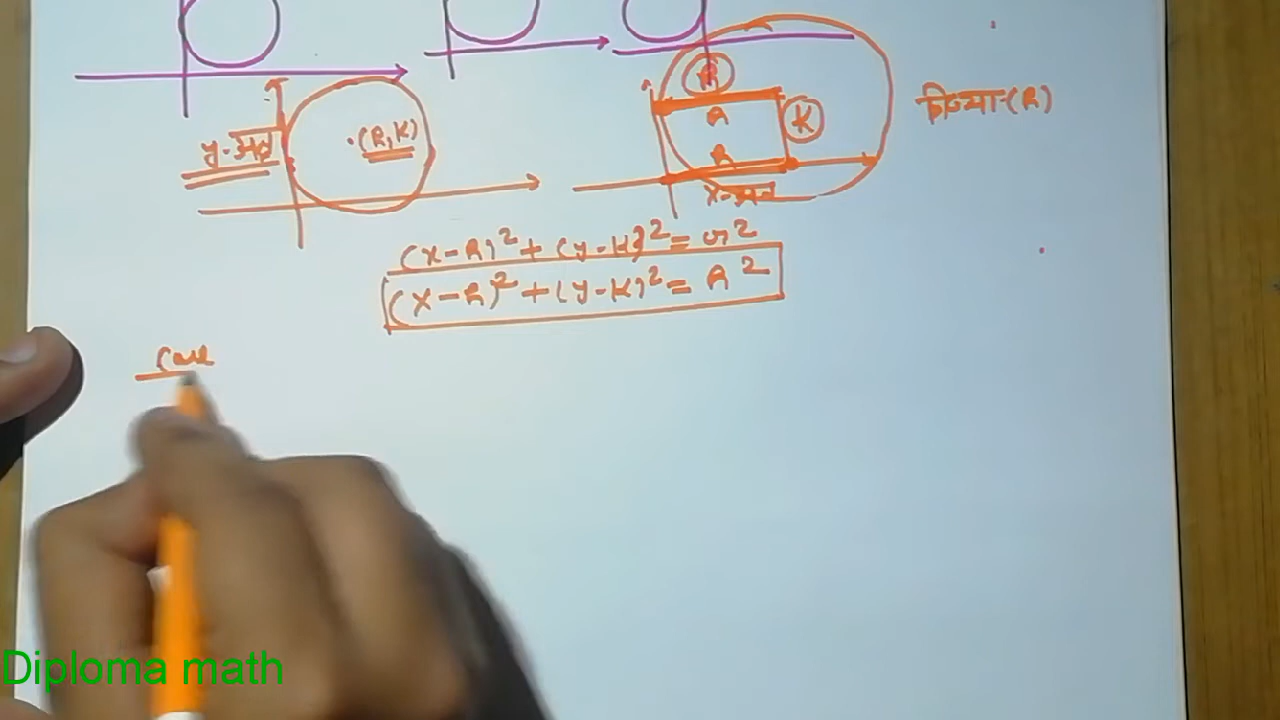 y-अक्ष
(h,k)
h
h
h
k
x-अक्ष
त्रिज्या-(h)
(x-h)²+(y-k)²=r²
(x-h)²+(y-k)²=h²
Case
Diploma math